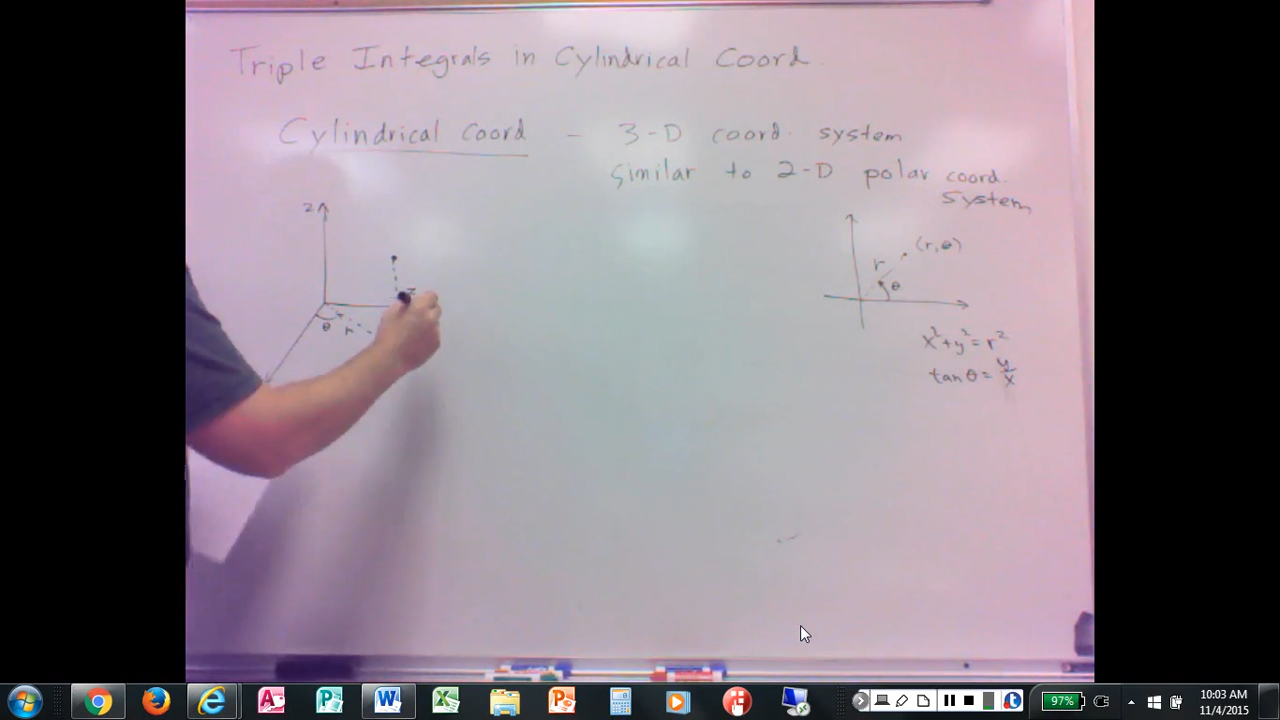 Triple Integrals in Cylindrical Coord.
Cylindrical Coord - 3-D coord. system
similar to 2-D polar coord.
system
z
(r,θ)
r
θ
z
θ
r
x²+y²=r²
tan θ = y/x
97%
10:03 AM
11/4/2015